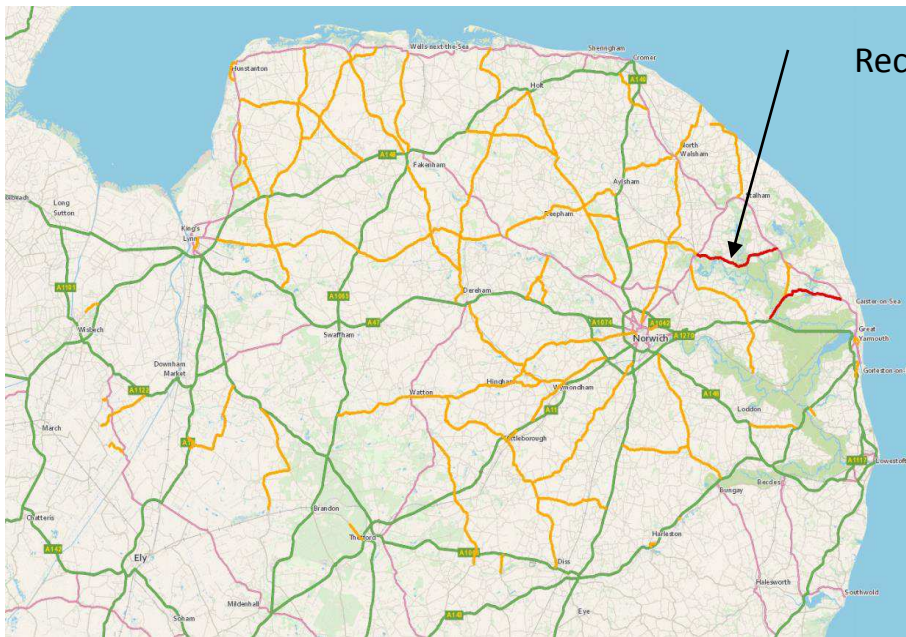 Rec
Wells-next-the-Sea
Sheringham
Cromer
Hunstanton
A149
Holt
A148
Fakenham
North
Walsham
Aylsham
Stalham
Long
Sutton
King's
Lynn
Reepham
A1101
A1065
Dereham
Caister-on-Sea
Wisbech
Swaffham
A47
A1074
A1042
Norwich
A1270
Great
Yarmouth
Downham
Market
Hingham
Wymondham
Gorleston-on
A1122
Watton
A11
A146
Loddon
March
A10
Attleborough
A1117
Lowestoft
Bungay
Beccles
Chatteris
Brandon
A142
Thetford
Harleston
Ely
A1066
Diss
Halesworth
Southwold
Mildenhall
A143
Eye
Soham